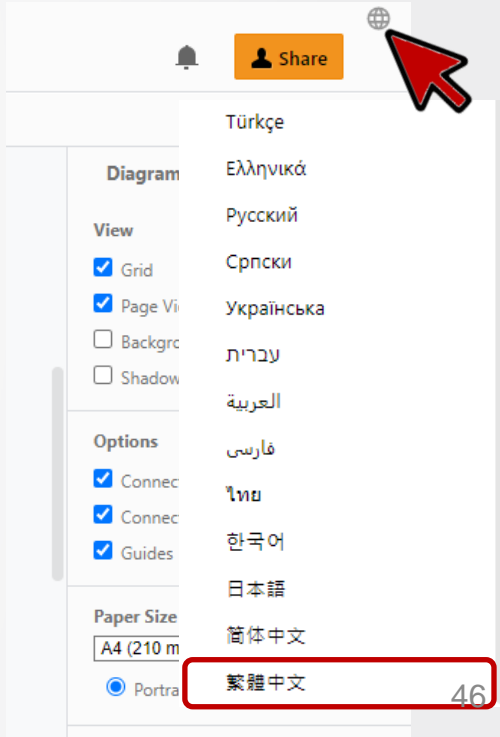 Share
Diagram
View
Grid
Page Vi
Backgro
Shadow
Options
Connec
Connec
Guides
Paper Size
A4 (210 m
Portra
Türkçe
Ελληνικά
Русский
Српски
Українська
עברית
العربية
فارسی
ไทย
한국어
日本語
简体中文
繁體中文
46